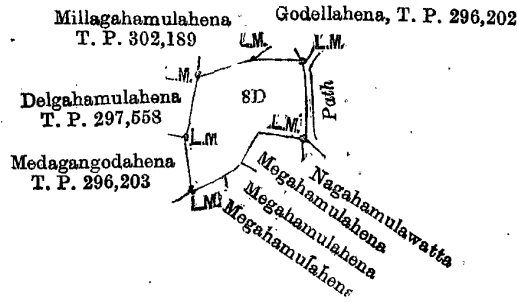 Millagahamulahena
T. P. 302,189
Godellahena, T. P. 296,202
L.M.
L.M.
L.M.
Delgahamulahena
T. P. 297,558
8D
Path
L.M.
L.M
Medagangodahena
T. P. 296,203
L.M.
Nagahamulawatta
Megahamulahena
Megahamulahena
Megahamulahena